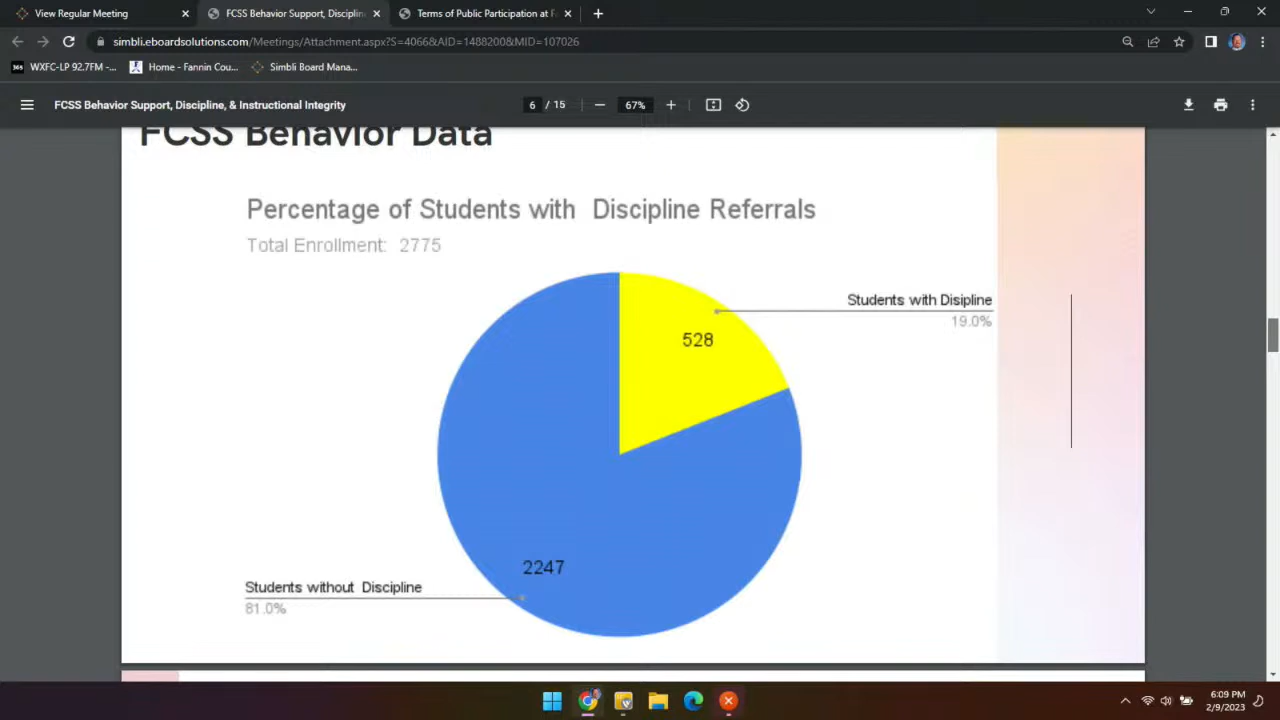 View Regular Meeting
FCSS Behavior Support, Disciplin
Terms of Public Participation at F
simbli.eboardsolutions.com/Meetings/Attachment.aspx?S=4066&AID=1488200&MID=107026
WXFC-LP 92.7FM -...
Home - Fannin Cou...
Simbli Board Mana...
FCSS Behavior Support, Discipline, & Instructional Integrity
6 / 15
67%
FCSS Behavior Data
Percentage of Students with Discipline Referrals
Total Enrollment: 2775
Students with Disipline
19.0%
528
2247
Students without Discipline
81.0%
6:09 PM
2/9/2023